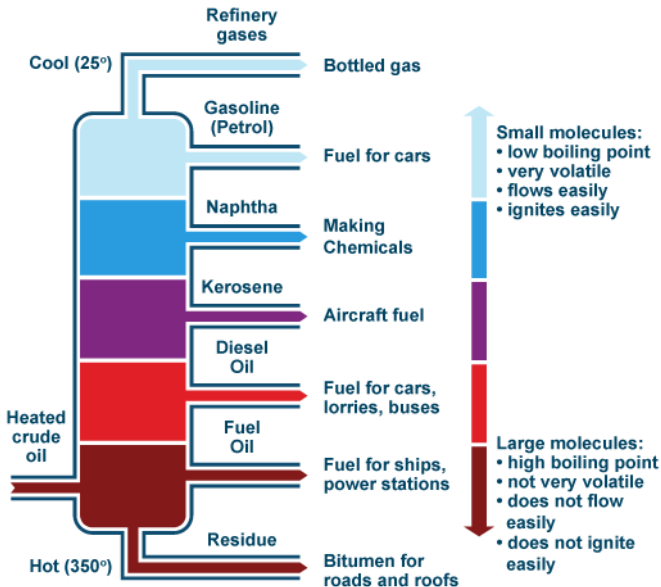 Refinery
gases
Cool (25º)
Bottled gas
Gasoline
(Petrol)
Fuel for cars
Naphtha
Making
Chemicals
Kerosene
Aircraft fuel
Diesel
Oil
Fuel for cars,
lorries, buses
Heated
crude
oil
Fuel
Oil
Fuel for ships,
power stations
Residue
Hot (350º)
Bitumen for
roads and roofs
Small molecules:
• low boiling point
• very volatile
• flows easily
• ignites easily
Large molecules:
• high boiling point
• not very volatile
• does not flow
easily
• does not ignite
easily